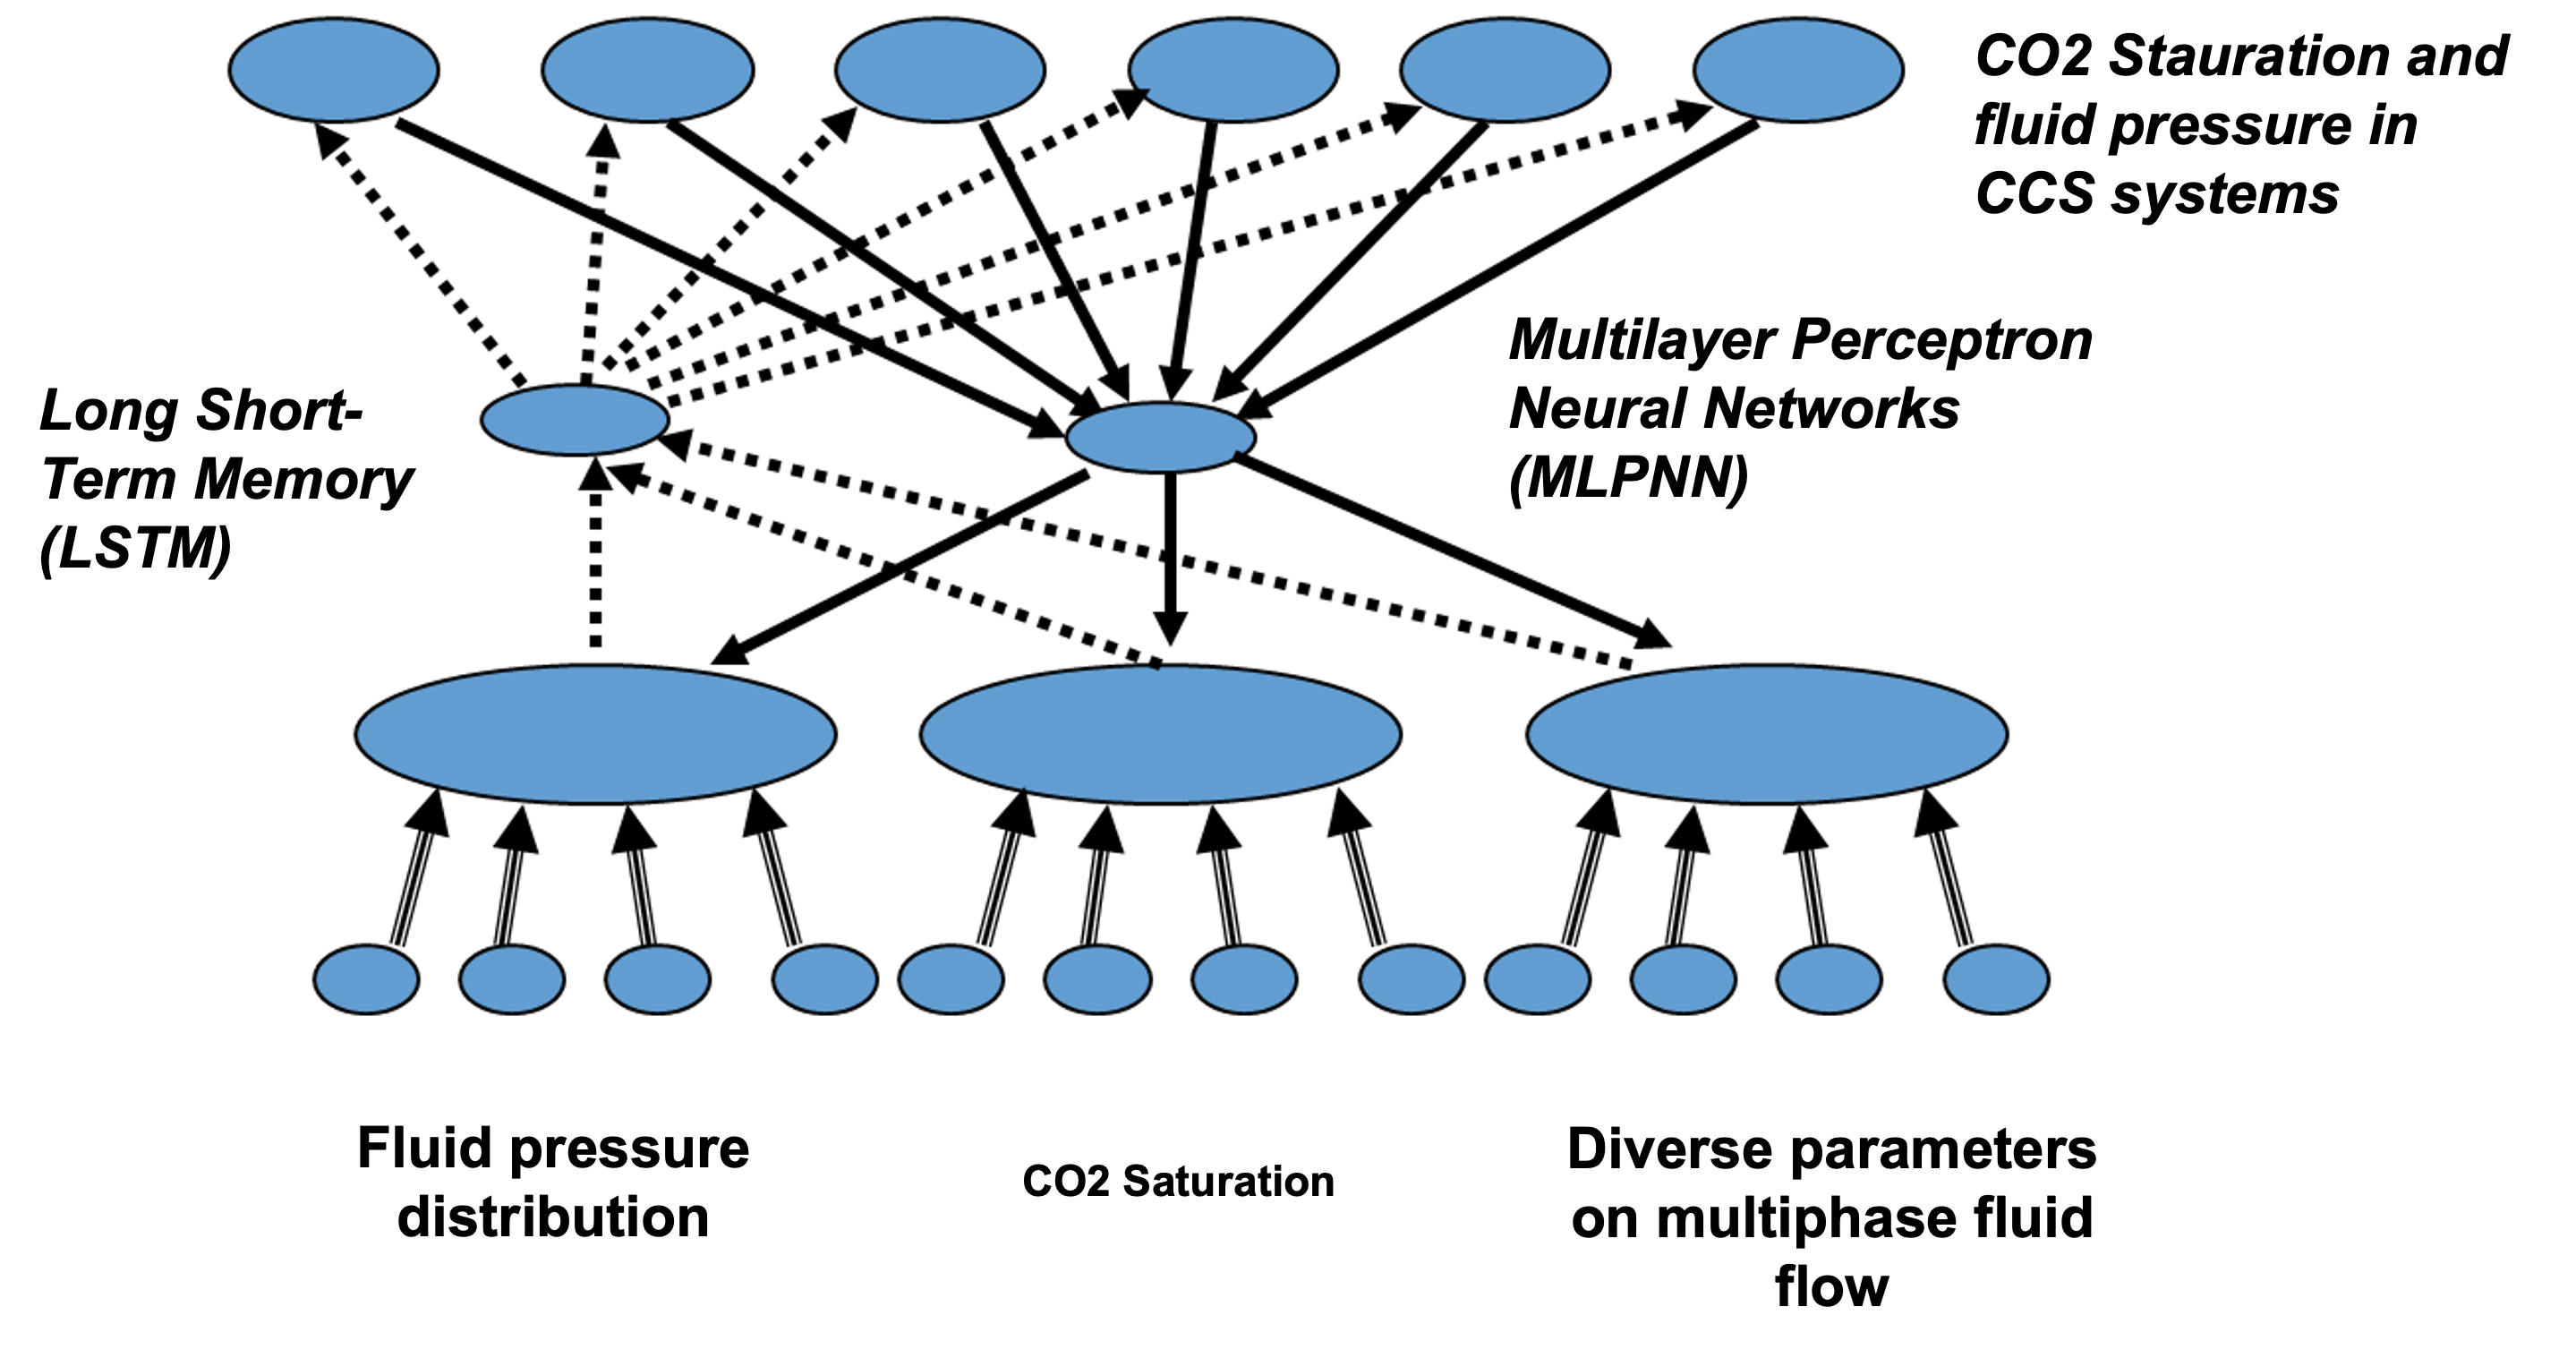 CO2 Stauration and
fluid pressure in
CCS systems
Multilayer Perceptron
Neural Networks
(MLPNN)
Long Short-
Term Memory
(LSTM)
Fluid pressure
distribution
CO2 Saturation
Diverse parameters
on multiphase fluid
flow